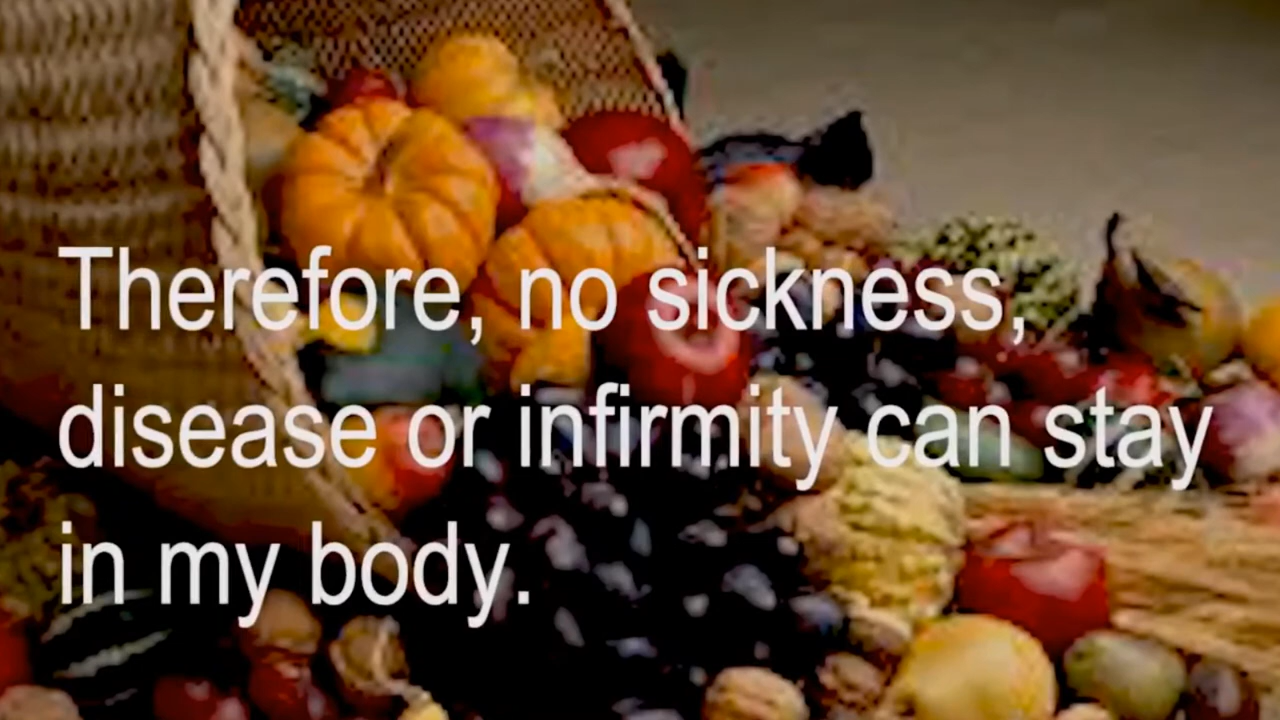 Therefore, no sickness,
disease or infirmity can stay
in my body.